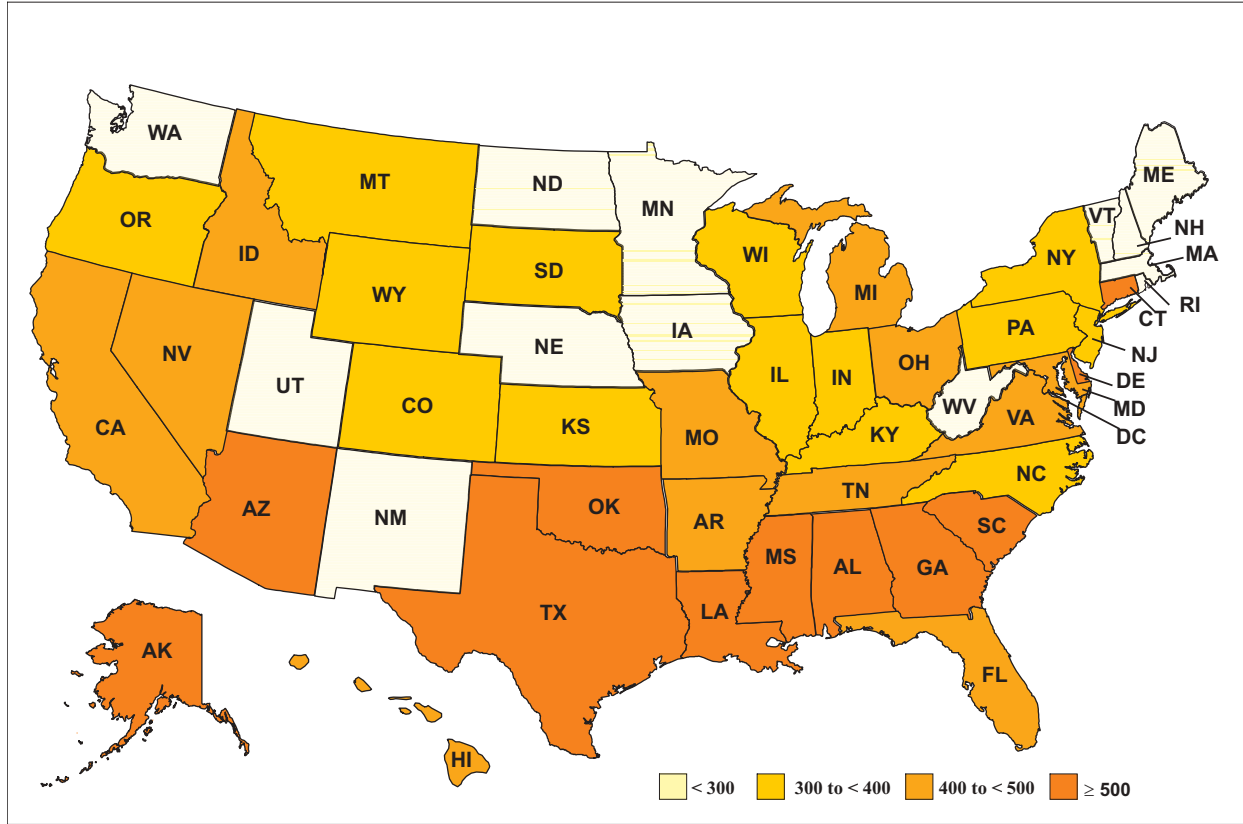 WA
MT
ND
MN
ME
VT
OR
ID
NH
MA
NY
WI
SD
MI
WY
RI
CT
PA
IA
NJ
NE
NV
OH
UT
IL
IN
DE
CO
MD
WV
KS
VA
CA
MO
KY
DC
NC
TN
AZ
OK
NM
AR
SC
MS
AL
GA
TX
LA
AK
FL
HI
< 300
300 to < 400
400 to < 500
≥ 500